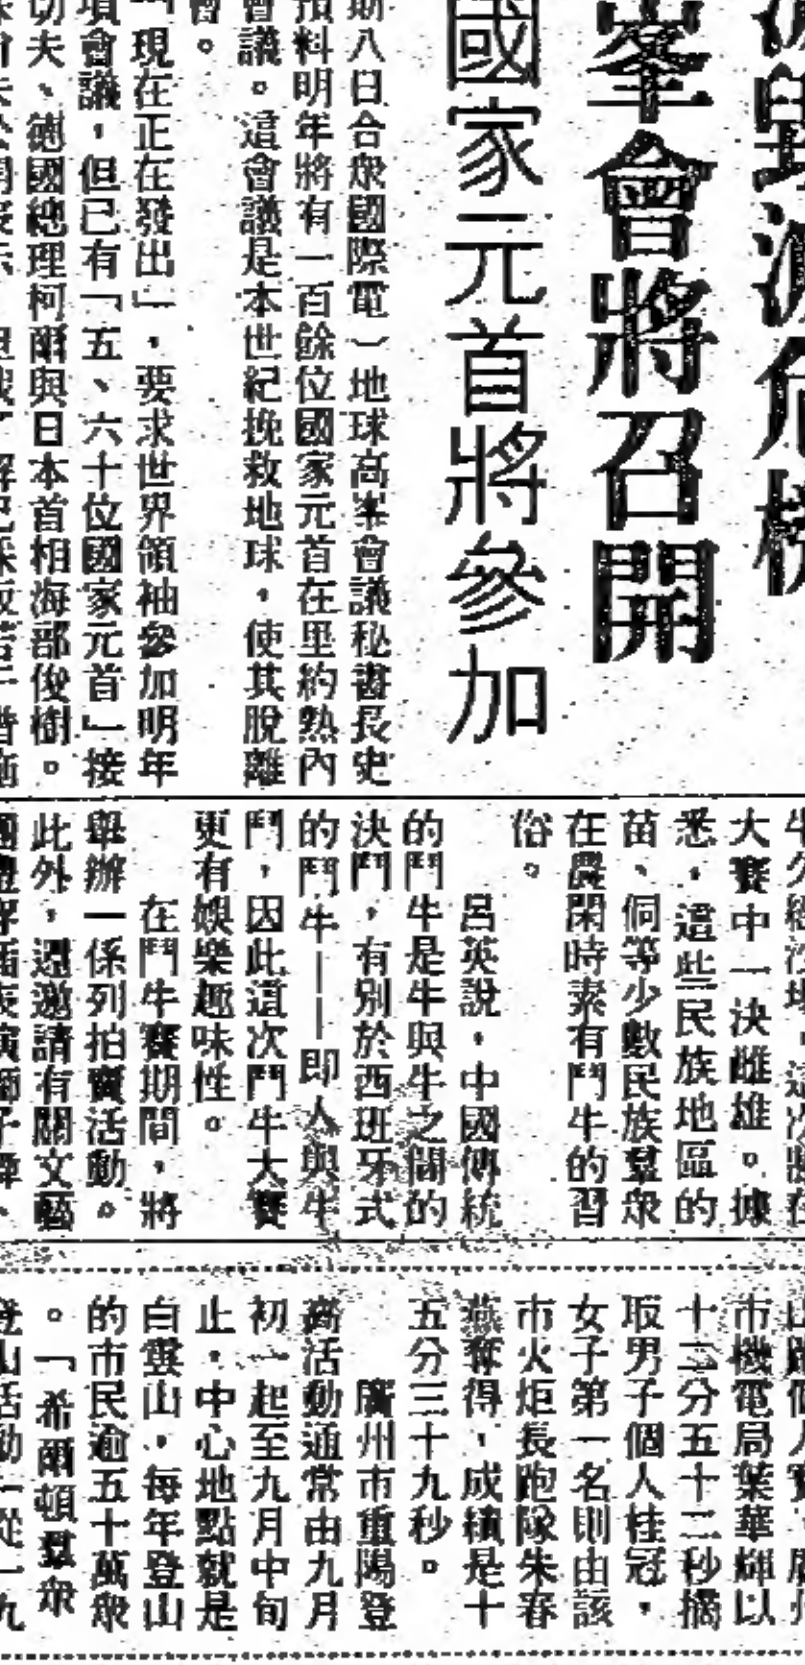 毀滅危機
峯會將召開
國家元首將參加
期八日合衆國際電︶地球高峯會議秘書長史
預料明年將有一百餘位國家元首在里約熱內
會議。這會議是本世紀挽救地球，使其脫離
會。
「現在正在發出」，要求世界領袖參加明年
項會議，但已有「五、六十位國家元首」接
切夫、德國總理柯爾與日本首相海部俊樹。
大賽中一決雌雄。據
悉，這些民族地區的
苗、侗等少數民族羣衆
在農閑時素有鬥牛的習
俗。
呂英說，中國傳統
的鬥牛是牛與牛之間的
決鬥，有別於西班牙式
的鬥牛——即人與牛
鬥，因此這次鬥牛大賽
更有娛樂趣味性。
在鬥牛賽期間，將
舉辦一係列拍賣活動。
此外，還邀請有關文藝
市機電局葉華輝以
十二分五十二秒摘
取男子個人桂冠，
女子第一名則由該
市火炬長跑隊朱春
燕奪得，成績是十
五分三十九秒。
廣州市重陽登
高活動通常由九月
初一起至九月中旬
止，中心地點就是
白雲山，每年登山
的市民逾五十萬衆
。「希爾頓羣衆
登山活動」從一九